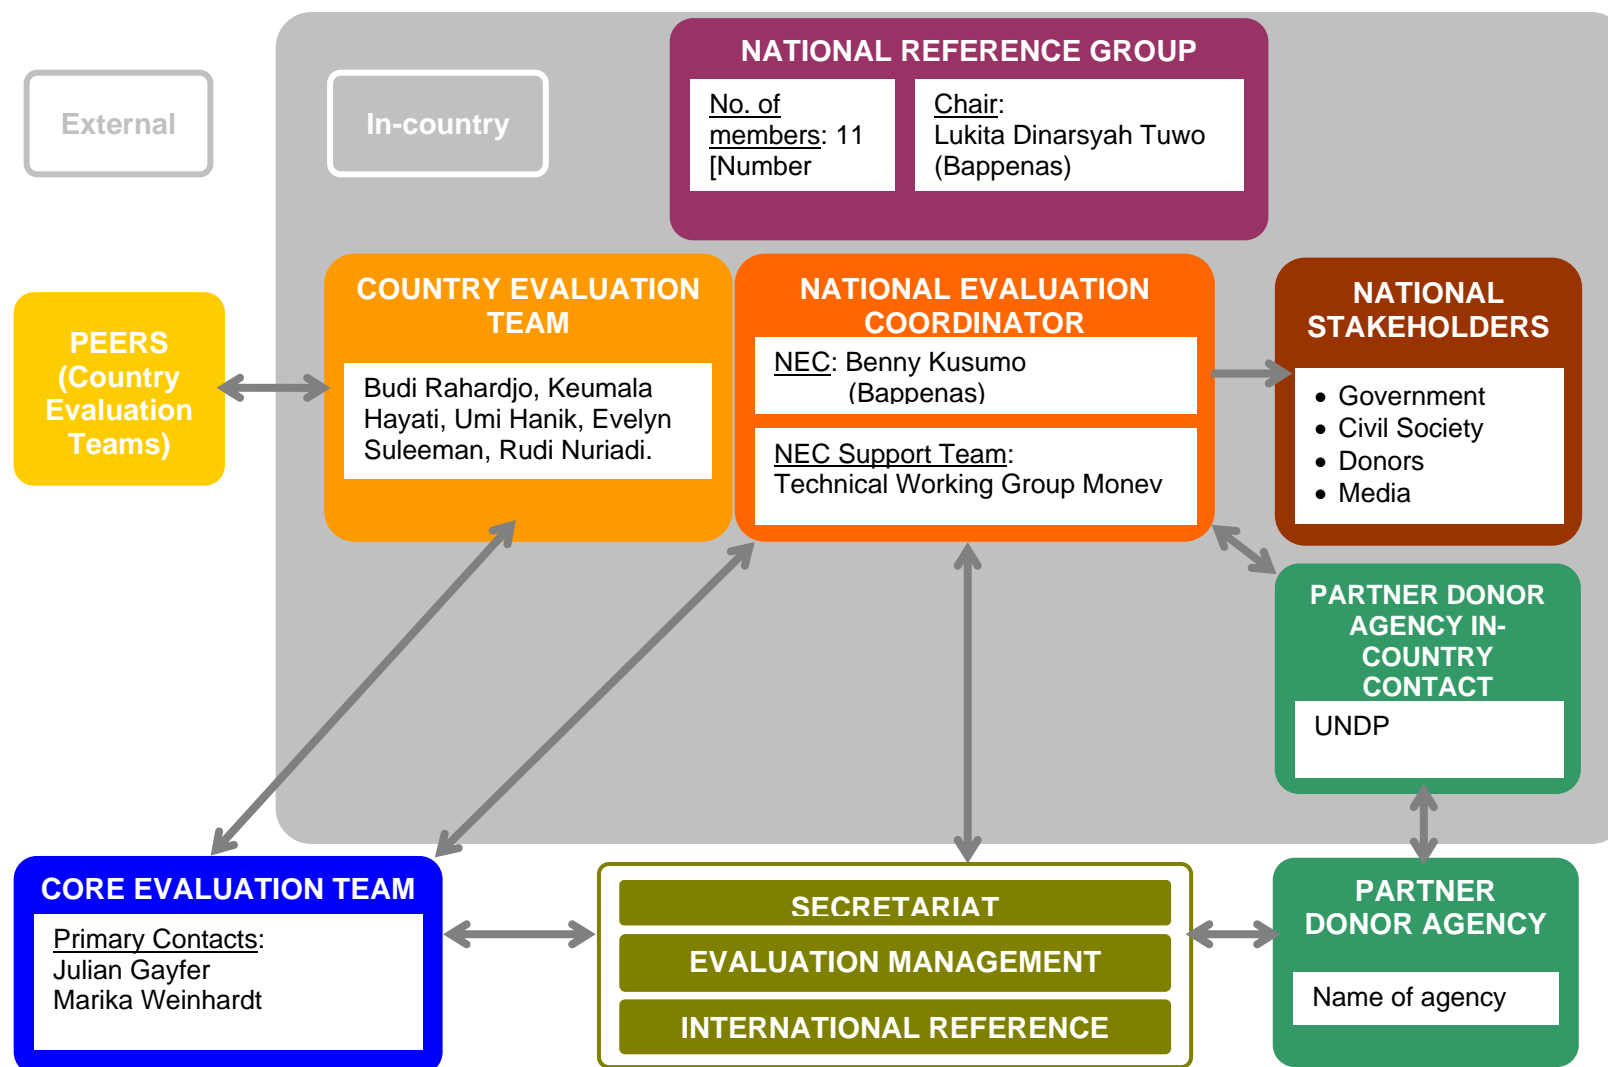 External
In-country
NATIONAL REFERENCE GROUP
No. of
members: 11
[Number
Chair:
Lukita Dinarsyah Tuwo
(Bappenas)
PEERS
(Country
Evaluation
Teams)
COUNTRY EVALUATION
TEAM
Budi Rahardjo, Keumala
Hayati, Umi Hanik, Evelyn
Suleeman, Rudi Nuriadi.
NATIONAL EVALUATION
COORDINATOR
NEC: Benny Kusumo
(Bappenas)
NEC Support Team:
Technical Working Group Monev
NATIONAL
STAKEHOLDERS
• Government
• Civil Society
• Donors
• Media
PARTNER DONOR
AGENCY IN-
COUNTRY
CONTACT
UNDP
CORE EVALUATION TEAM
Primary Contacts:
Julian Gayfer
Marika Weinhardt
SECRETARIAT
EVALUATION MANAGEMENT
INTERNATIONAL REFERENCE
PARTNER
DONOR AGENCY
Name of agency